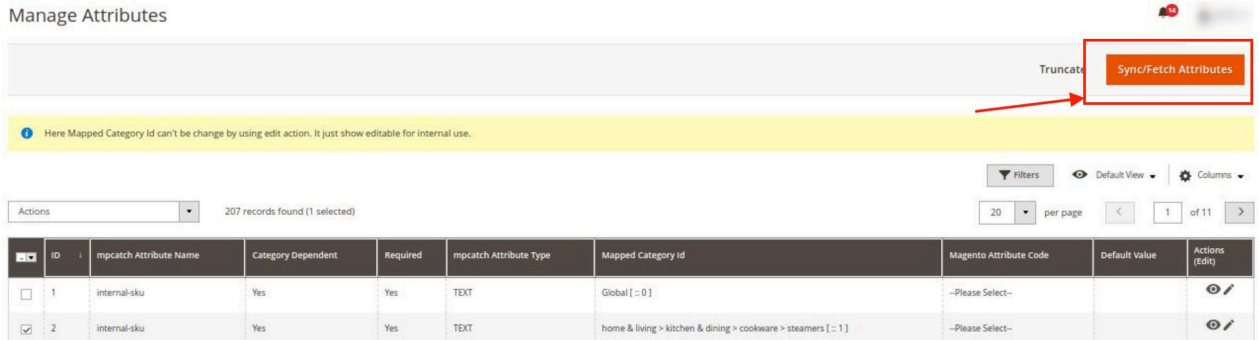 Manage Attributes
14
Truncate
Sync/Fetch Attributes
Here Mapped Category Id can't be change by using edit action. It just show editable for internal use.
Filters
Default View
Columns
Actions
207 records found (1 selected)
20
per page
1
of 11
ID
mpcatch Attribute Name
Category Dependent
Required
mpcatch Attribute Type
Mapped Category Id
Magento Attribute Code
Default Value
Actions
(Edit)
1 internal-sku Yes Yes TEXT Global [ :: 0 ] --Please Select--
2 internal-sku Yes Yes TEXT home & living > kitchen & dining > cookware > steamers [ :: 1 ] --Please Select--